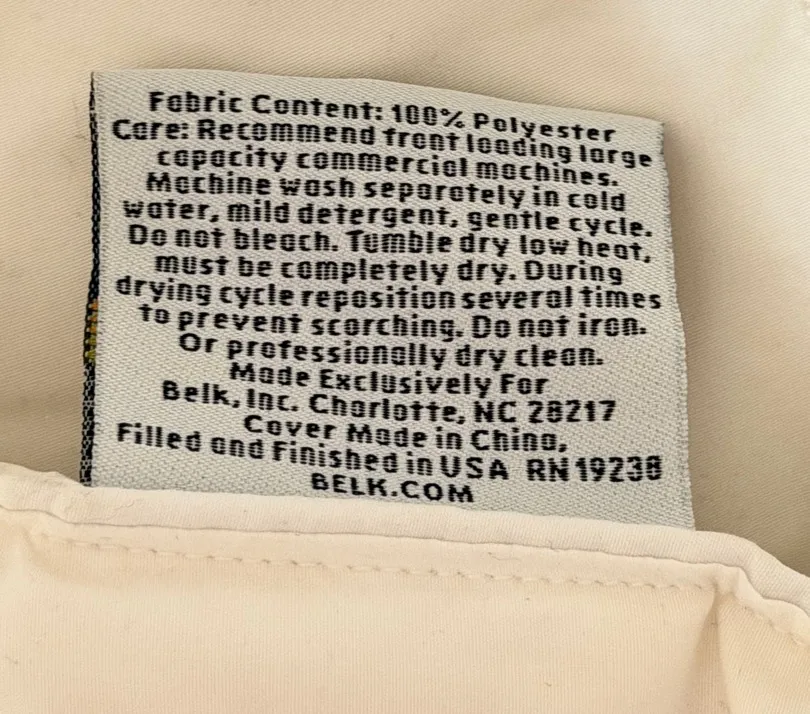 Fabric Content: 100% Polyester
Care: Recommend front loading large
capacity commercial machines.
Machine wash separately in cold
water, mild detergent, gentle cycle.
Do not bleach. Tumble dry low heat,
must be completely dry. During
drying cycle reposition several times
to prevent scorching. Do not iron.
Or professionally dry clean.
Made Exclusively For
Belk, Inc. Charlotte, NC 28217
Cover Made in China,
Filled and Finished in USA RN 19238
BELK.COM